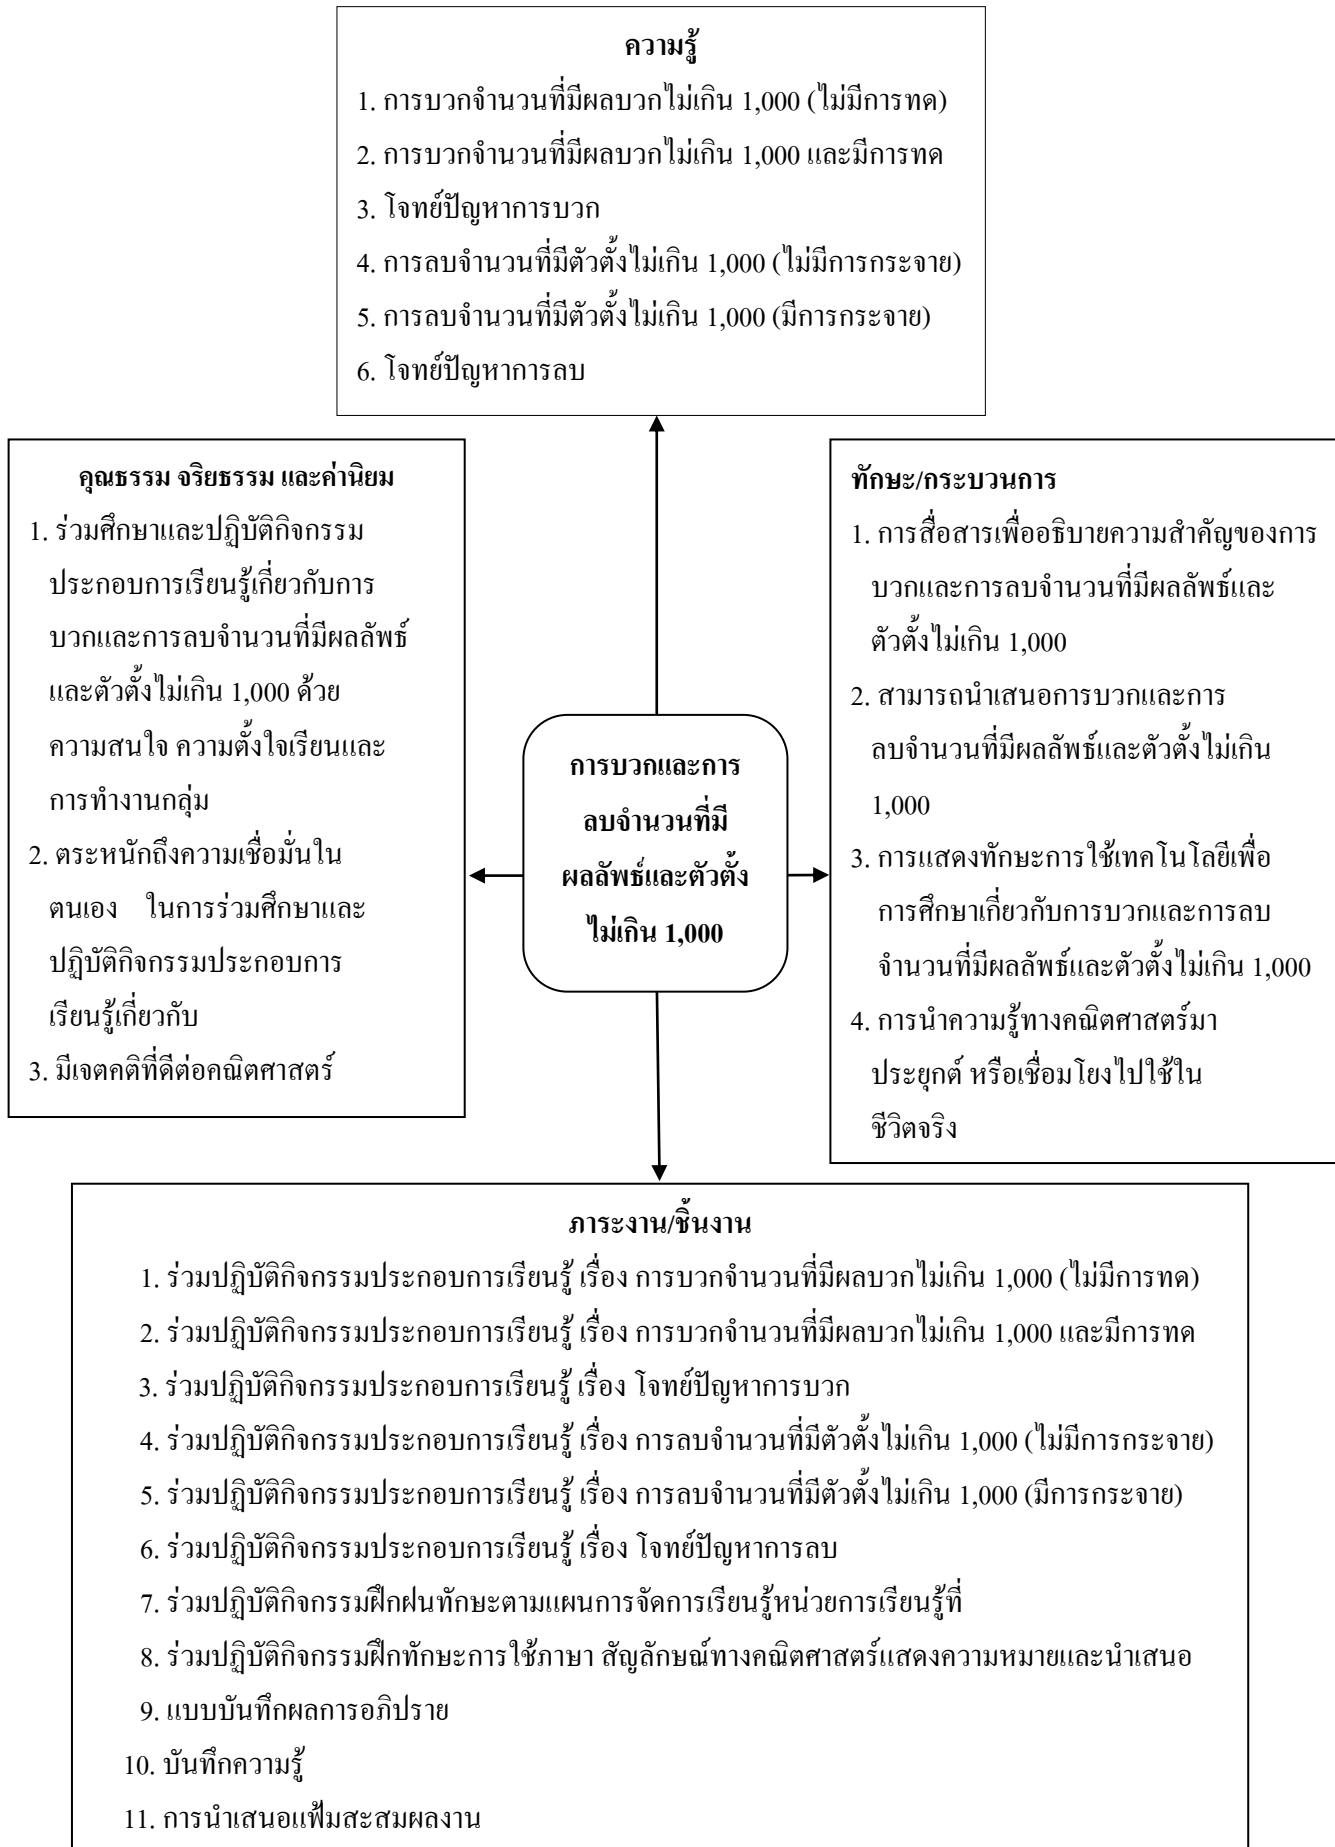 ความรู้
1. การบวกจำนวนที่มีผลบวกไม่เกิน 1,000 (ไม่มีการทด)
2. การบวกจำนวนที่มีผลบวกไม่เกิน 1,000 และมีการทด
3. โจทย์ปัญหาการบวก
4. การลบจำนวนที่มีตัวตั้งไม่เกิน 1,000 (ไม่มีการกระจาย)
5. การลบจำนวนที่มีตัวตั้งไม่เกิน 1,000 (มีการกระจาย)
6. โจทย์ปัญหาการลบ
คุณธรรม จริยธรรม และค่านิยม
1. ร่วมศึกษาและปฏิบัติกิจกรรม
ประกอบการเรียนรู้เกี่ยวกับการ
บวกและการลบจำนวนที่มีผลลัพธ์
และตัวตั้งไม่เกิน 1,000 ด้วย
ความสนใจ ความตั้งใจเรียนและ
การทำงานกลุ่ม
2. ตระหนักถึงความเชื่อมั่นใน
ตนเอง ในการร่วมศึกษาและ
ปฏิบัติกิจกรรมประกอบการ
เรียนรู้เกี่ยวกับ
3. มีเจตคติที่ดีต่อคณิตศาสตร์
การบวกและการ
ลบจำนวนที่มี
ผลลัพธ์และตัวตั้ง
ไม่เกิน 1,000
ทักษะ/กระบวนการ
1. การสื่อสารเพื่ออธิบายความสำคัญของการ
บวกและการลบจำนวนที่มีผลลัพธ์และ
ตัวตั้งไม่เกิน 1,000
2. สามารถนำเสนอการบวกและการ
ลบจำนวนที่มีผลลัพธ์และตัวตั้งไม่เกิน
1,000
3. การแสดงทักษะการใช้เทคโนโลยีเพื่อ
การศึกษาเกี่ยวกับการบวกและการลบ
จำนวนที่มีผลลัพธ์และตัวตั้งไม่เกิน 1,000
4. การนำความรู้ทางคณิตศาสตร์มา
ประยุกต์ หรือเชื่อมโยงไปใช้ใน
ชีวิตจริง
ภาระงาน/ชิ้นงาน
1. ร่วมปฏิบัติกิจกรรมประกอบการเรียนรู้ เรื่อง การบวกจำนวนที่มีผลบวกไม่เกิน 1,000 (ไม่มีการทด)
2. ร่วมปฏิบัติกิจกรรมประกอบการเรียนรู้ เรื่อง การบวกจำนวนที่มีผลบวกไม่เกิน 1,000 และมีการทด
3. ร่วมปฏิบัติกิจกรรมประกอบการเรียนรู้ เรื่อง โจทย์ปัญหาการบวก
4. ร่วมปฏิบัติกิจกรรมประกอบการเรียนรู้ เรื่อง การลบจำนวนที่มีตัวตั้งไม่เกิน 1,000 (ไม่มีการกระจาย)
5. ร่วมปฏิบัติกิจกรรมประกอบการเรียนรู้ เรื่อง การลบจำนวนที่มีตัวตั้งไม่เกิน 1,000 (มีการกระจาย)
6. ร่วมปฏิบัติกิจกรรมประกอบการเรียนรู้ เรื่อง โจทย์ปัญหาการลบ
7. ร่วมปฏิบัติกิจกรรมฝึกฝนทักษะตามแผนการจัดการเรียนรู้หน่วยการเรียนรู้ที่
8. ร่วมปฏิบัติกิจกรรมฝึกทักษะการใช้ภาษา สัญลักษณ์ทางคณิตศาสตร์แสดงความหมายและนำเสนอ
9. แบบบันทึกผลการอภิปราย
10. บันทึกความรู้
11. การนำเสนอแฟ้มสะสมผลงาน